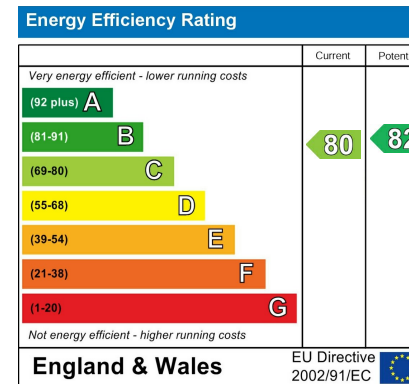 Energy Efficiency Rating
Current Potent
Very energy efficient - lower running costs
(92 plus) A
(81-91) B
(69-80) C
(55-68) D
(39-54) E
(21-38) F
(1-20) G
80 82
Not energy efficient - higher running costs
England & Wales
EU Directive
2002/91/EC